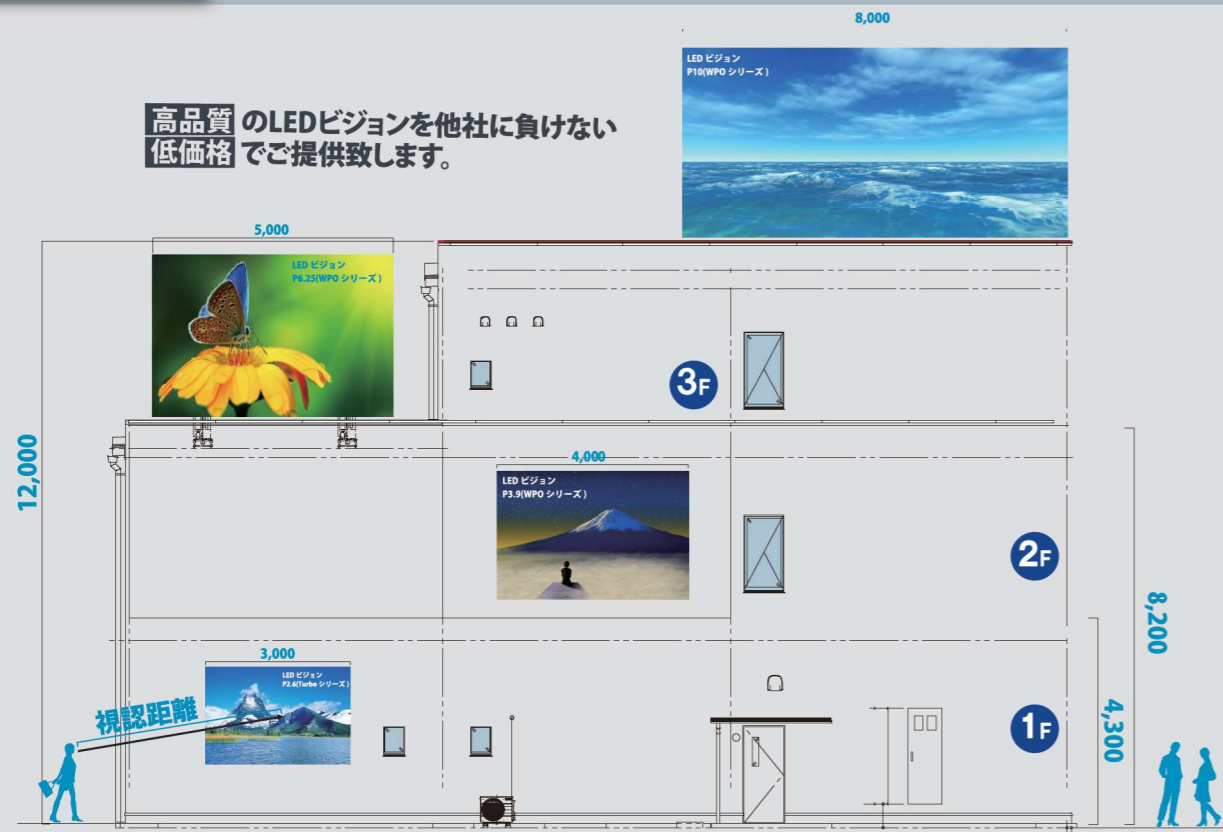 8,000
LED ビジョン
P10(WPO シリーズ )
高品質 のLEDビジョンを他社に負けない
低価格 でご提供致します。
5,000
LED ビジョン
P6.25(WPO シリーズ )
3F
12,000
4,000
LED ビジョン
P3.9(WPO シリーズ )
2F
8,200
3,000
LED ビジョン
P2.6(Turbo シリーズ )
視認距離
1F
4,300